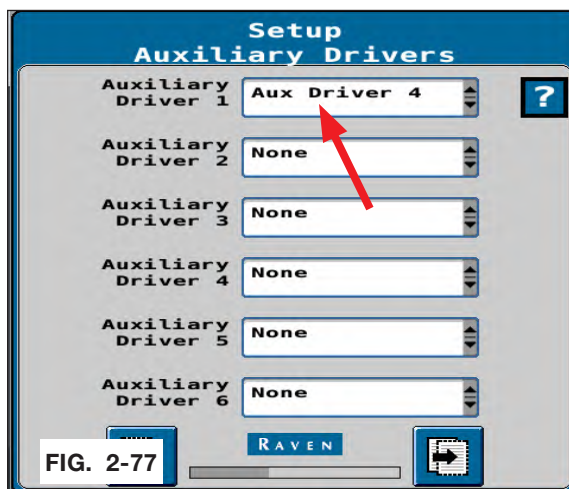 Setup
Auxiliary Drivers
Auxiliary
Driver 1
Aux Driver 4
?
Auxiliary
Driver 2
None
Auxiliary
Driver 3
None
Auxiliary
Driver 4
None
Auxiliary
Driver 5
None
Auxiliary
Driver 6
None
FIG. 2-77
RAVEN